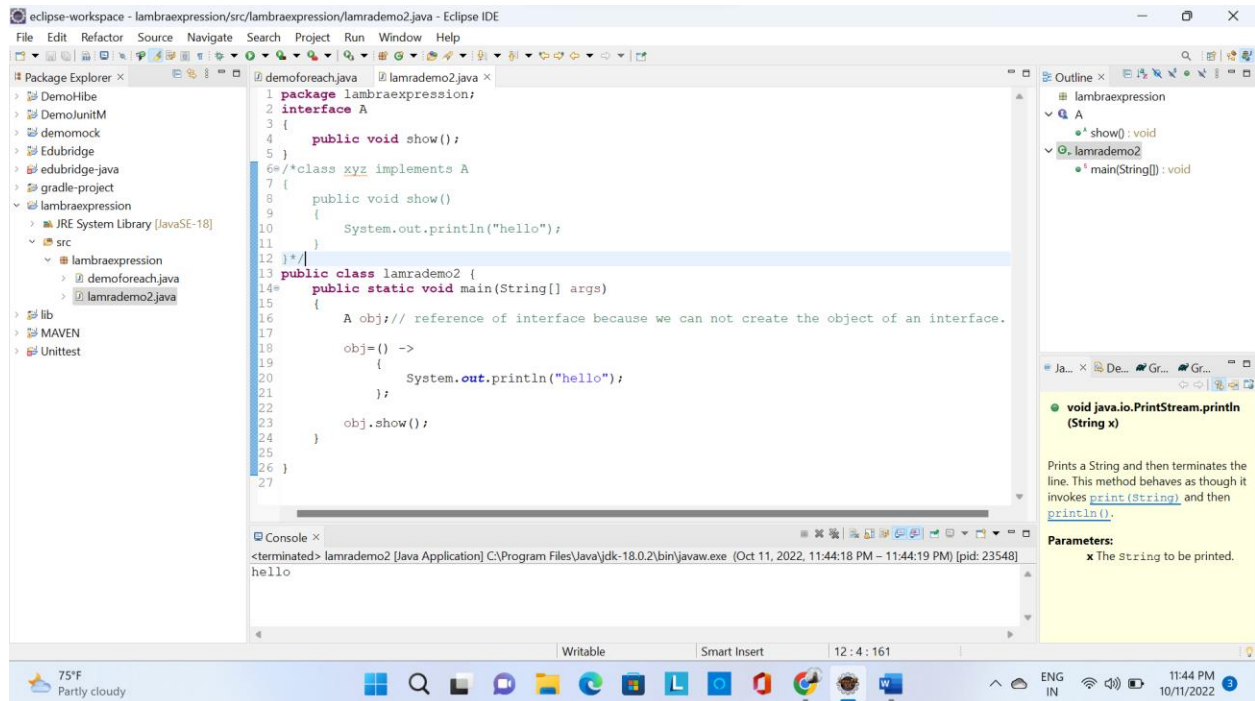 eclipse-workspace - lambraexpression/src/lambraexpression/lamrademo2.java - Eclipse IDE
File Edit Refactor Source Navigate Search Project Run Window Help
Package Explorer
DemoHibe
DemoJunitM
demomock
Edubridge
edubridge-java
gradle-project
lambraexpression
JRE System Library [JavaSE-18]
src
lambraexpression
demoforeach.java
lamrademo2.java
lib
MAVEN
Unittest
demoforeach.java lamrademo2.java
1 package lambraexpression;
2 interface A
3 {
4 public void show();
5 }
6 /*class xyz implements A
7 {
8 public void show()
9 {
10 System.out.println("hello");
11 }
12 }*/
13 public class lamrademo2 {
14 public static void main(String[] args)
15 {
16 A obj;// reference of interface because we can not create the object of an interface.
17
18 obj=() ->
19 {
20 System.out.println("hello");
21 };
22
23 obj.show();
24 }
25
26 }
27
Console
<terminated> lamrademo2 [Java Application] C:\Program Files\Java\jdk-18.0.2\bin\javaw.exe (Oct 11, 2022, 11:44:18 PM – 11:44:19 PM) [pid: 23548]
hello
Outline
lambraexpression
A
show() : void
lamrademo2
main(String[]) : void
Ja... De... Gr... Gr...
void java.io.PrintStream.println
(String x)
Prints a String and then terminates the
line. This method behaves as though it
invokes print(String) and then
println().
Parameters:
x The String to be printed.
Writable Smart Insert 12 : 4 : 161
75°F
Partly cloudy
ENG
IN
11:44 PM
10/11/2022
3